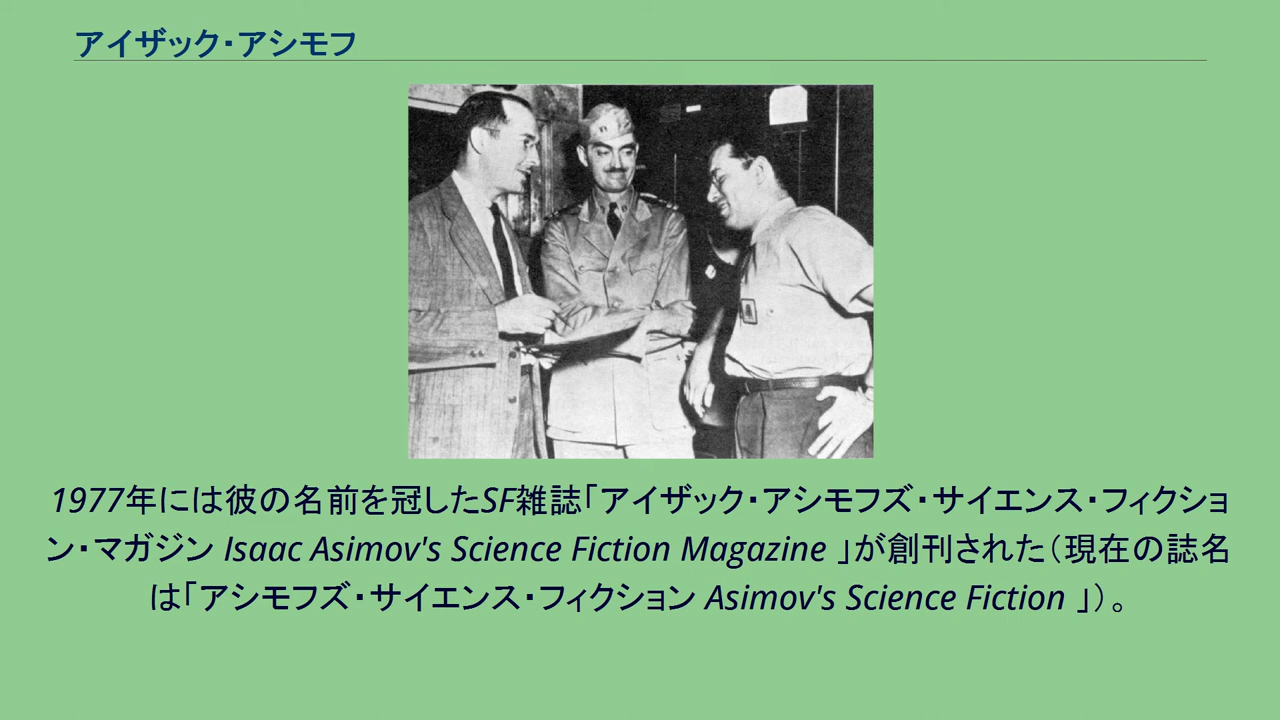 アイザック・アシモフ
1977年には彼の名前を冠したSF雑誌「アイザック・アシモフズ・サイエンス・フィクショ
ン・マガジン Isaac Asimov's Science Fiction Magazine 」が創刊された（現在の誌名
は「アシモフズ・サイエンス・フィクション Asimov's Science Fiction 」）。